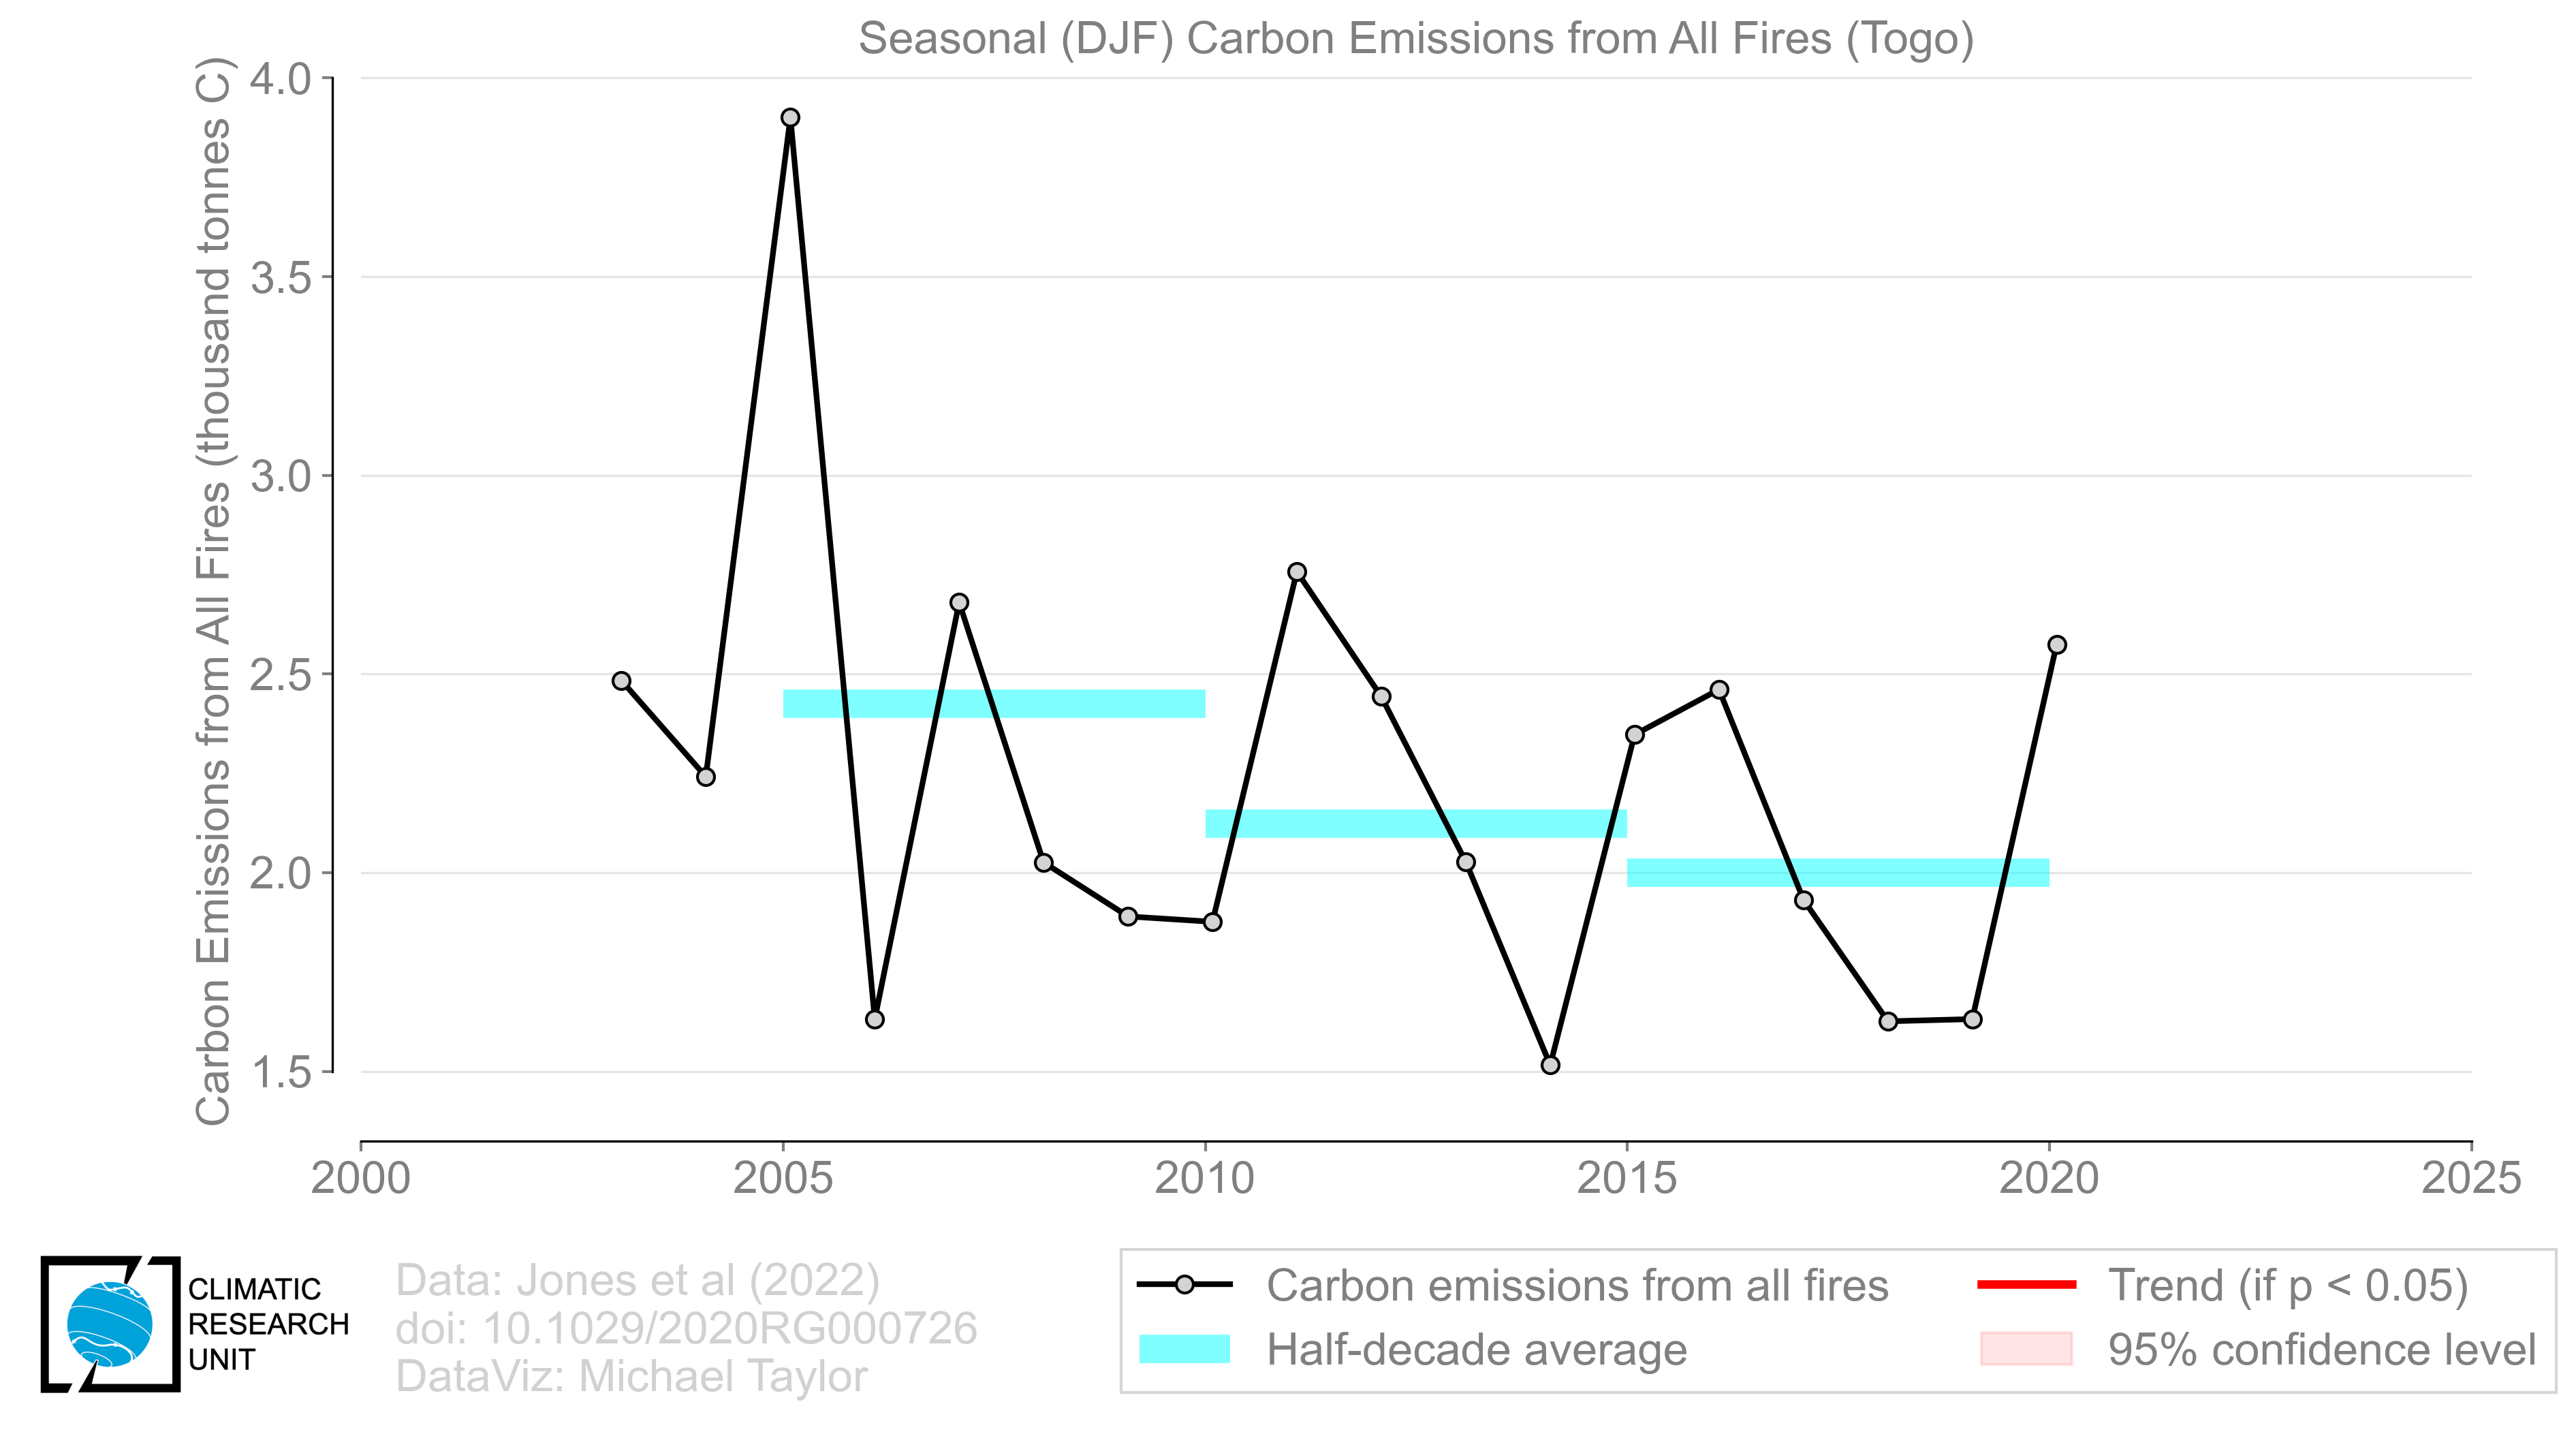 Seasonal (DJF) Carbon Emissions from All Fires (Togo)
Carbon Emissions from All Fires (thousand tonnes C)
4.0
3.5
3.0
2.5
2.0
1.5
2000 2005 2010 2015 2020 2025
CLIMATIC
RESEARCH
UNIT
Data: Jones et al (2022)
doi: 10.1029/2020RG000726
DataViz: Michael Taylor
Carbon emissions from all fires
Half-decade average
Trend (if p < 0.05)
95% confidence level